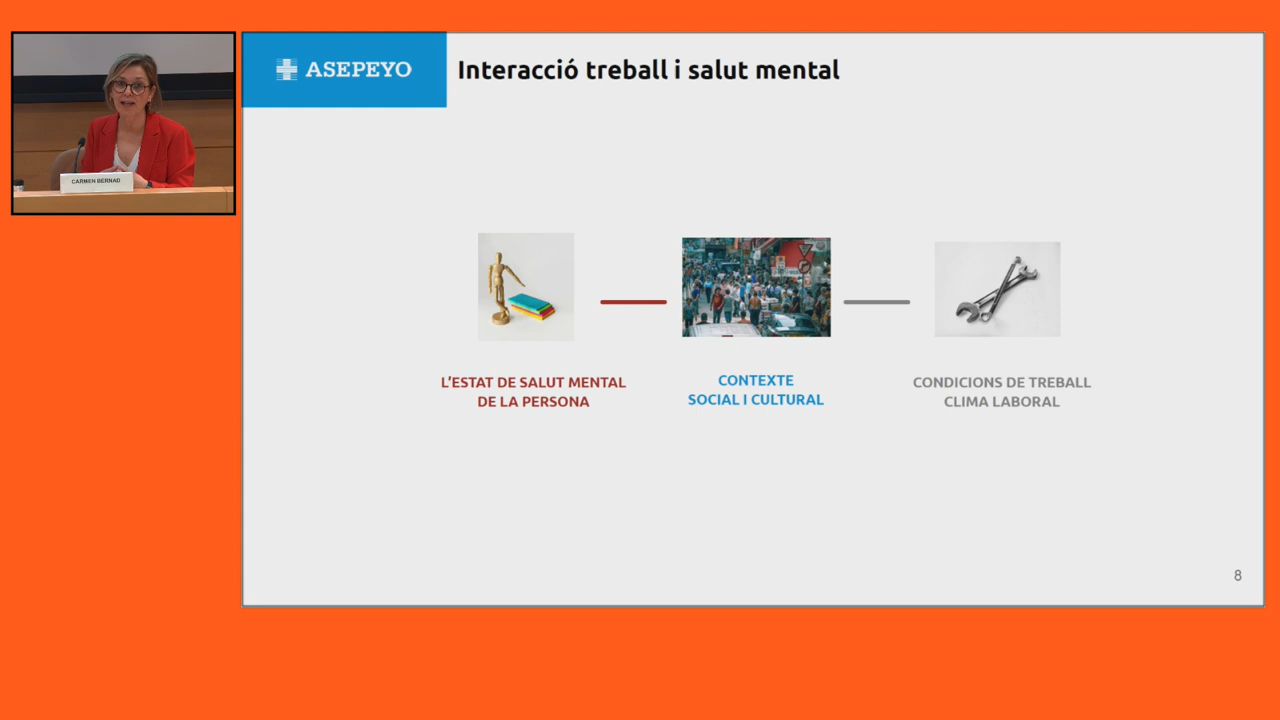 ASEPEYO
Interacció treball i salut mental
CARMEN BERNAD
L'ESTAT DE SALUT MENTAL
DE LA PERSONA
CONTEXTE
SOCIAL I CULTURAL
CONDICIONS DE TREBALL
CLIMA LABORAL
8